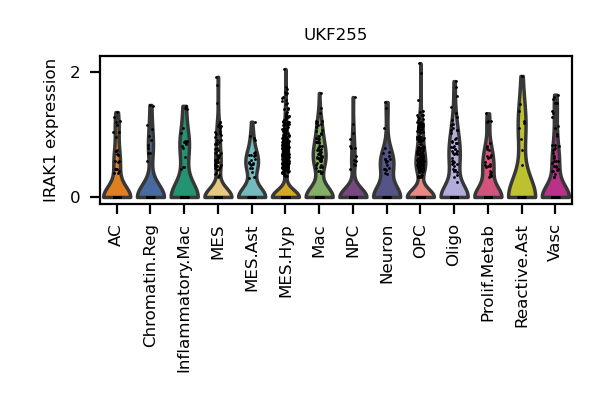 UKF255
IRAK1 expression
2
0
AC
Chromatin.Reg
Inflammatory.Mac
MES
MES.Ast
MES.Hyp
Mac
NPC
Neuron
OPC
Oligo
Prolif.Metab
Reactive.Ast
Vasc